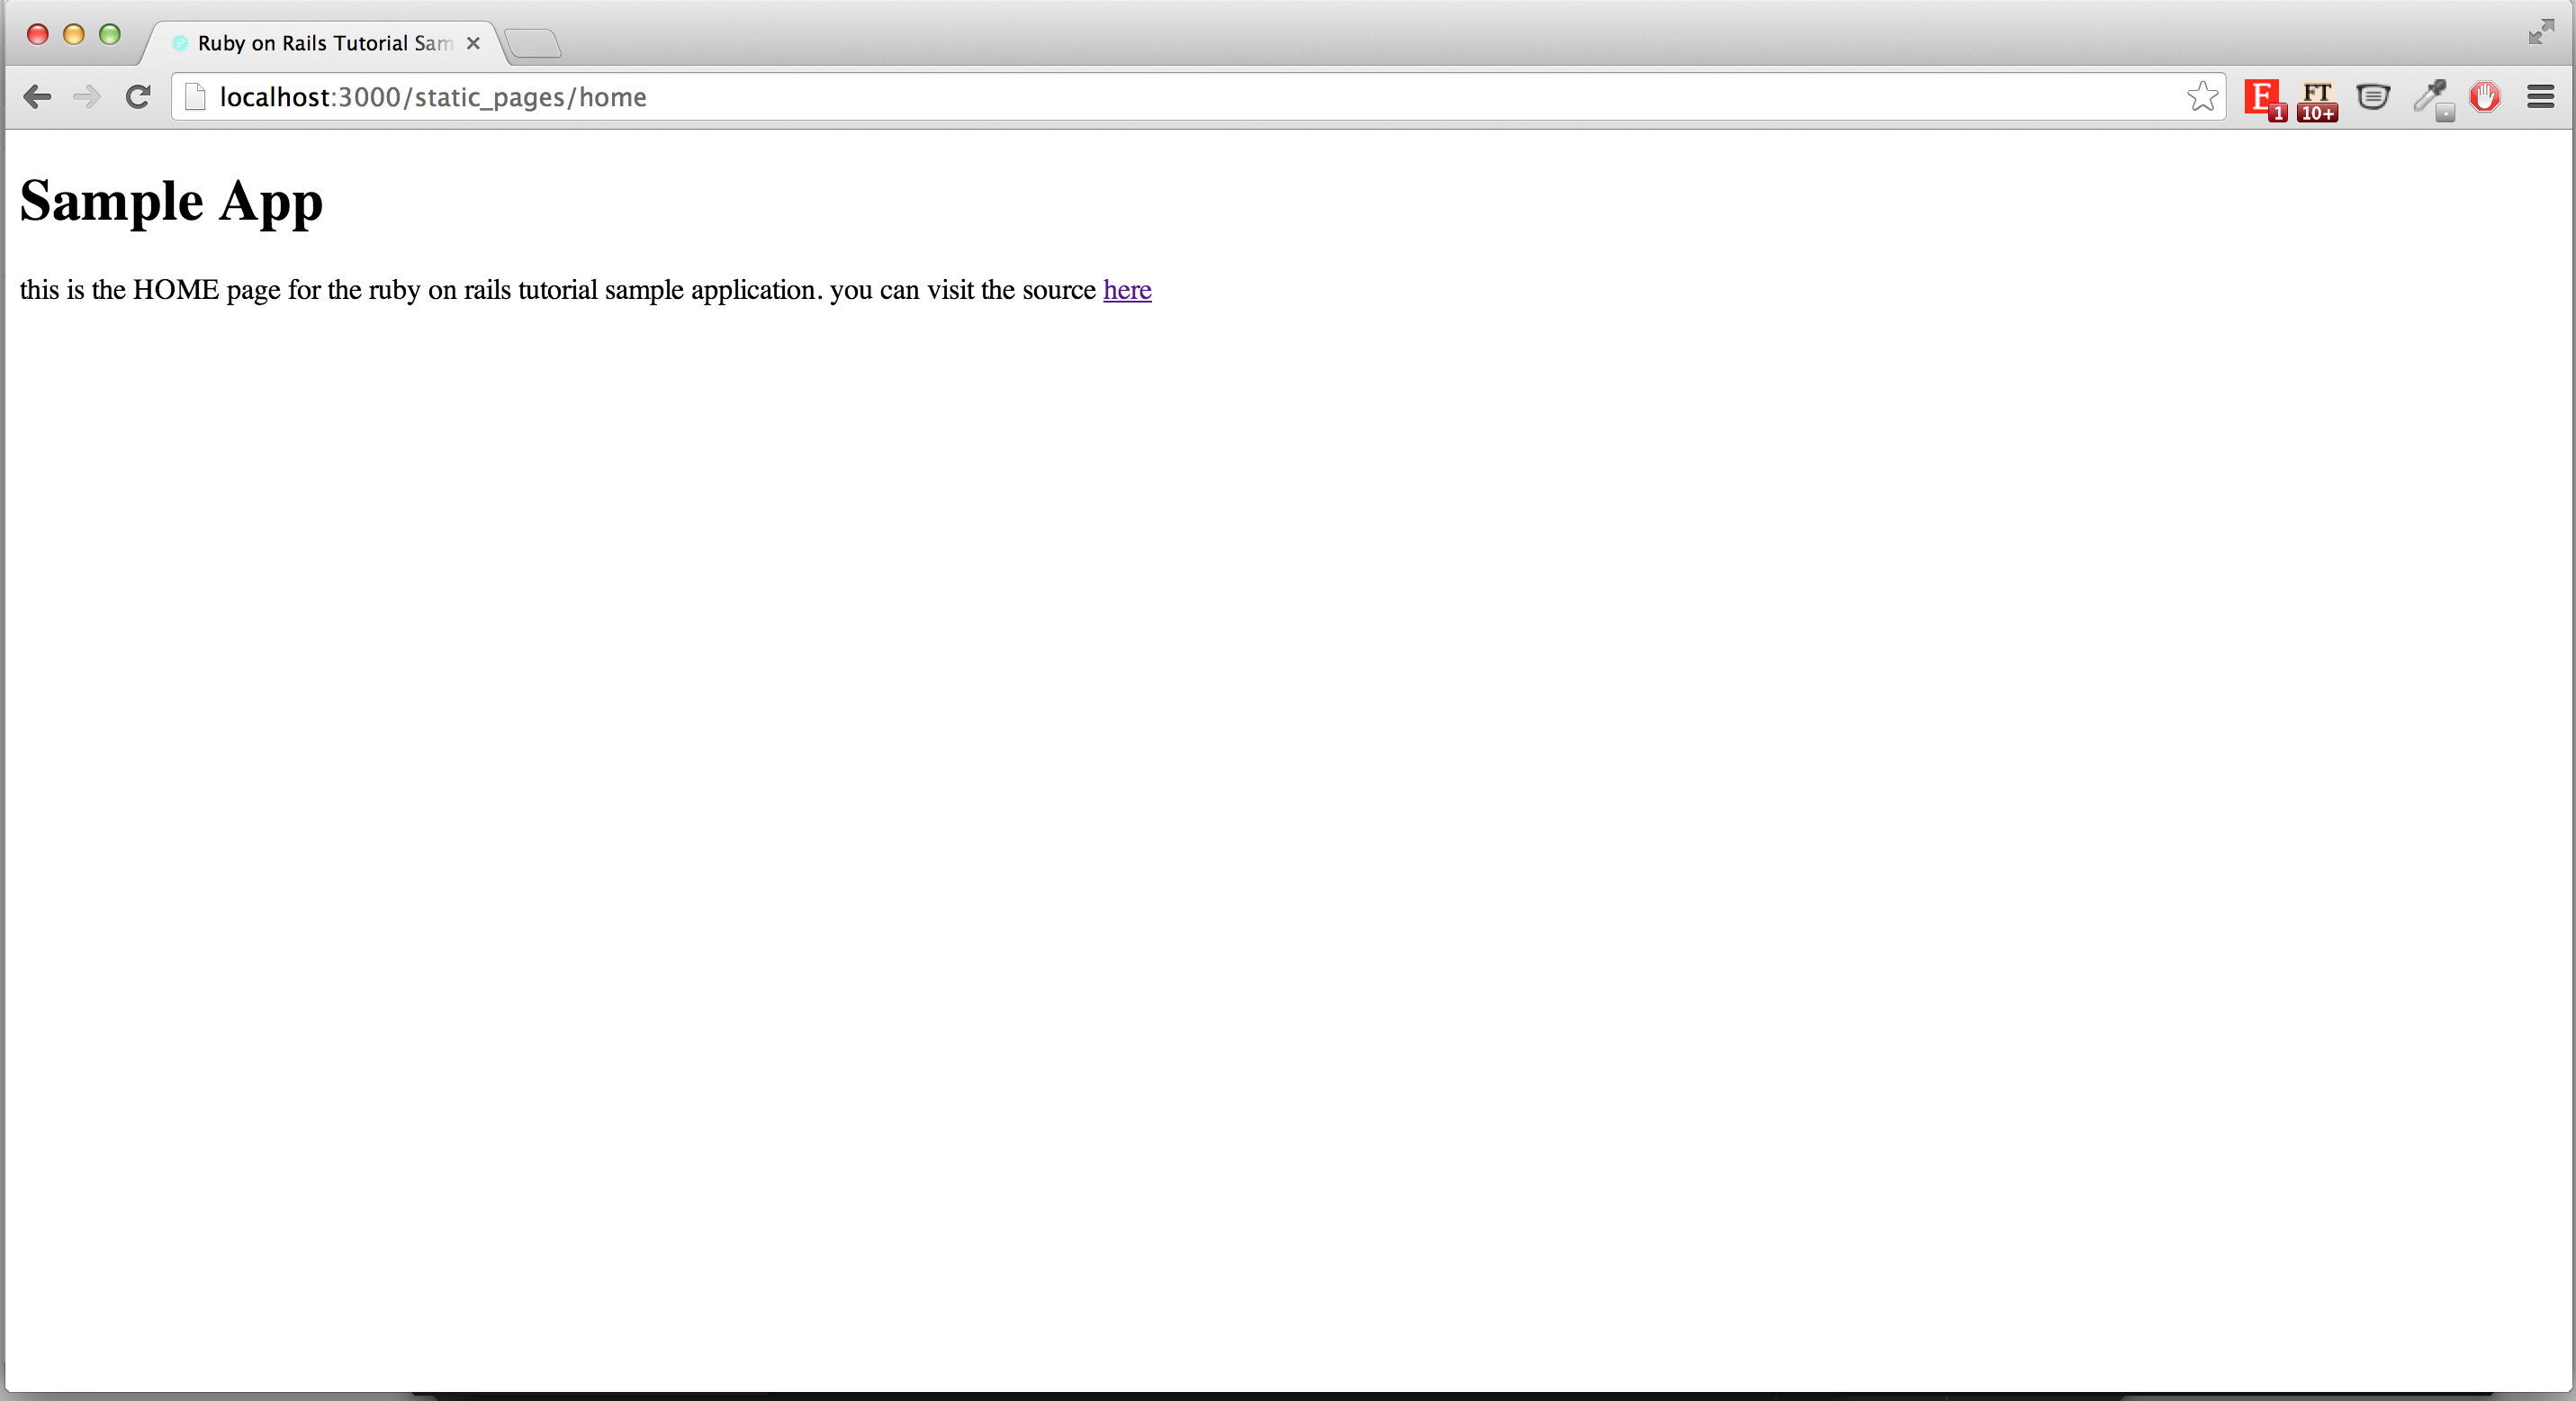 Ruby on Rails Tutorial Sam
localhost:3000/static_pages/home
E 1
FT 10+
Sample App
this is the HOME page for the ruby on rails tutorial sample application. you can visit the source here